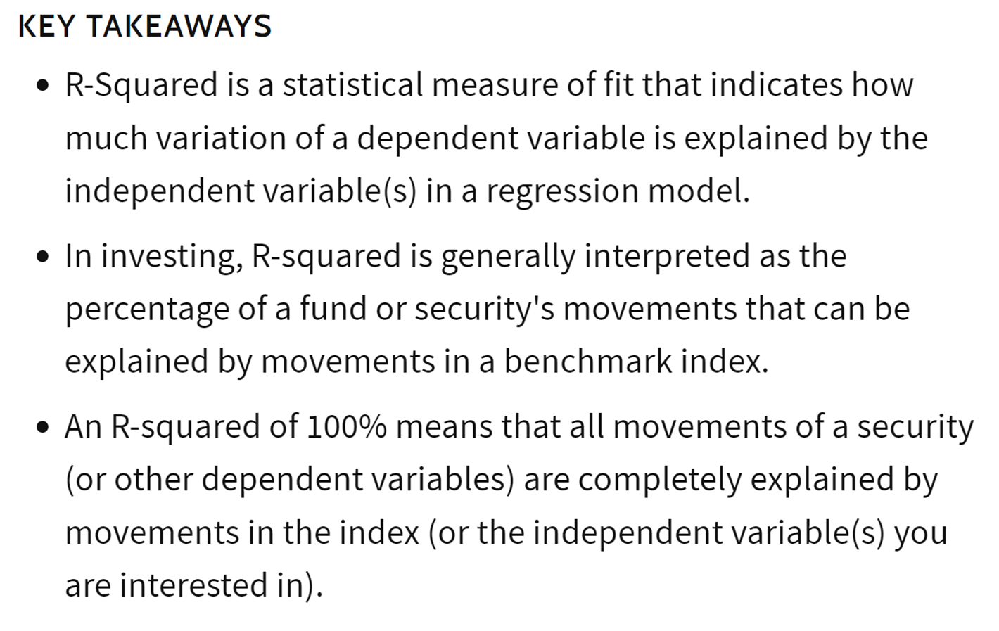 KEY TAKEAWAYS
• R-Squared is a statistical measure of fit that indicates how
much variation of a dependent variable is explained by the
independent variable(s) in a regression model.
• In investing, R-squared is generally interpreted as the
percentage of a fund or security's movements that can be
explained by movements in a benchmark index.
• An R-squared of 100% means that all movements of a security
(or other dependent variables) are completely explained by
movements in the index (or the independent variable(s) you
are interested in).